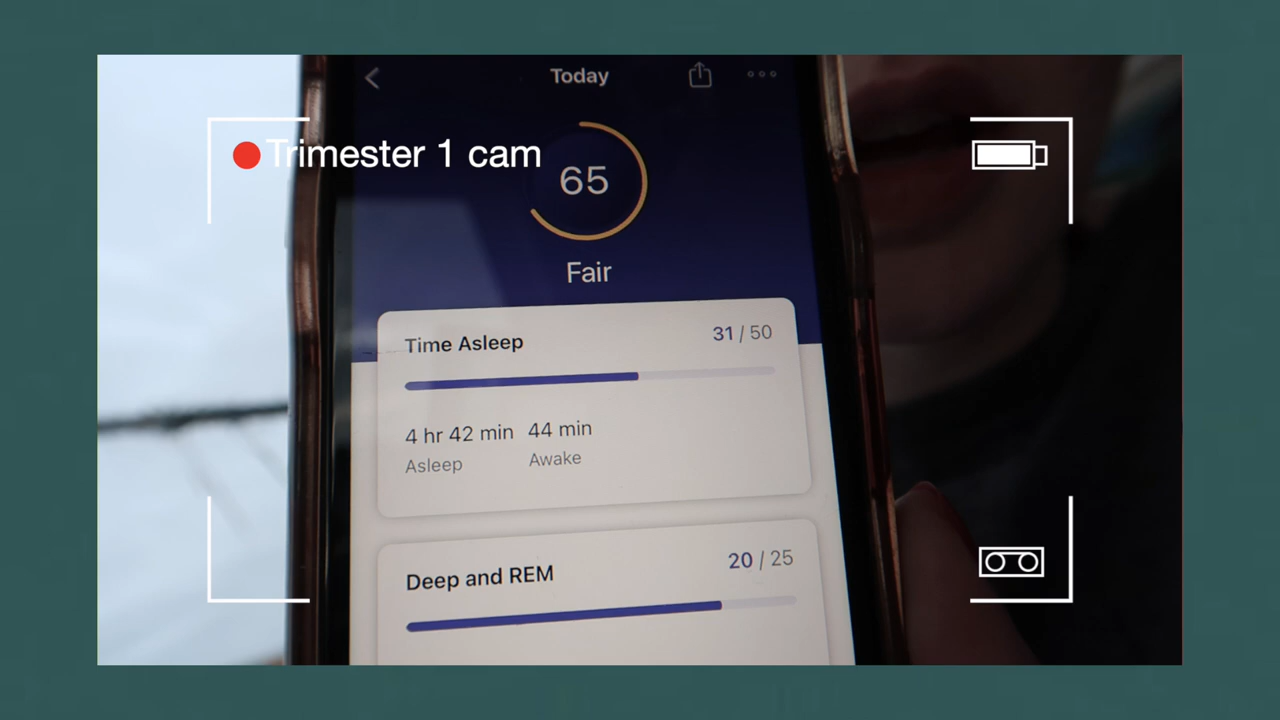 Today
Trimester 1 cam
65
Fair
Time Asleep
31 / 50
4 hr 42 min 44 min
Asleep Awake
Deep and REM
20 / 25